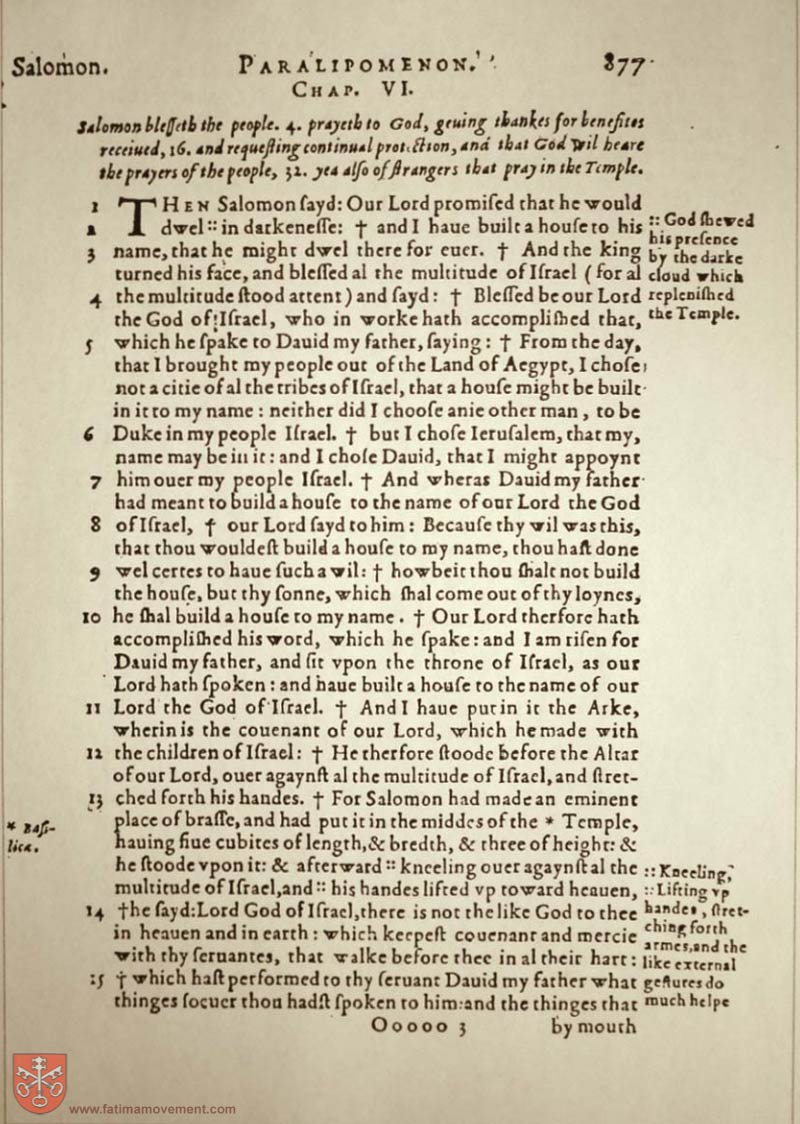 Salomon. PARALIPOMENON. 877
CHAP. VI.
Salomon blesseth the people. 4. prayeth to God, geuing thankes for benefites
receiued, 16. and requesting continual protection, and that God wil heare
the prayers of the people, 32. yea also of strangers that pray in the Temple.
1 THEN Salomon sayd: Our Lord promised that he would
2 dwel :: in darkenesse: † and I haue built a house to his
3 name, that he might dwel there for euer. † And the king
turned his face, and blessed al the multitude of Israel (for al
4 the multitude stood attent) and sayd: † Blessed be our Lord
the God of Israel, who in worke hath accomplished that,
5 which he spake to Dauid my father, saying: † From the day,
that I brought my people out of the Land of Aegypt, I chose
not a citie of al the tribes of Israel, that a house might be built
in it to my name: neither did I choose anie other man, to be
6 Duke in my people Israel. † but I chose Ierusalem, that my,
name may be in it: and I chose Dauid, that I might appoynt
7 him ouer my people Israel. † And wheras Dauid my father
had meant to build a house to the name of our Lord the God
8 of Israel, † our Lord sayd to him: Because thy wil was this,
that thou wouldest build a house to my name, thou hast done
9 wel certes to haue such a wil: † howbeit thou shalt not build
the house, but thy sonne, which shal come out of thy loynes,
10 he shal build a house to my name. † Our Lord therfore hath
accomplished his word, which he spake: and I am risen for
Dauid my father, and sit vpon the throne of Israel, as our
Lord hath spoken: and haue built a house to the name of our
11 Lord the God of Israel. † And I haue put in it the Arke,
wherin is the couenant of our Lord, which he made with
12 the children of Israel: † He therfore stoode before the Altar
of our Lord, ouer agaynst al the multitude of Israel, and stret-
13 ched forth his handes. † For Salomon had made an eminent
place of brasse, and had put it in the middes of the * Temple,
hauing fiue cubites of length, & bredth, & three of height: &
he stoode vpon it: & afterward :: kneeling ouer agaynst al the
multitude of Israel, and :: his handes lifted vp toward heauen,
14 † he sayd: Lord God of Israel, there is not the like God to thee
in heauen and in earth: which keepest couenant and mercie
with thy seruantes, that walke before thee in al their hart:
:5 † which hast performed to thy seruant Dauid my father what
thinges soeuer thou hadst spoken to him: and the thinges that
Ooooo 3 by mouth
:: God shewed
his presence
by the darke
cloud which
replenished
the Temple.
* Basi-
lica.
:: Kneeling,
:: Lifting vp
handes, stret-
ching forth
armes, and the
like external
gestures do
much helpe
www.fatimamovement.com